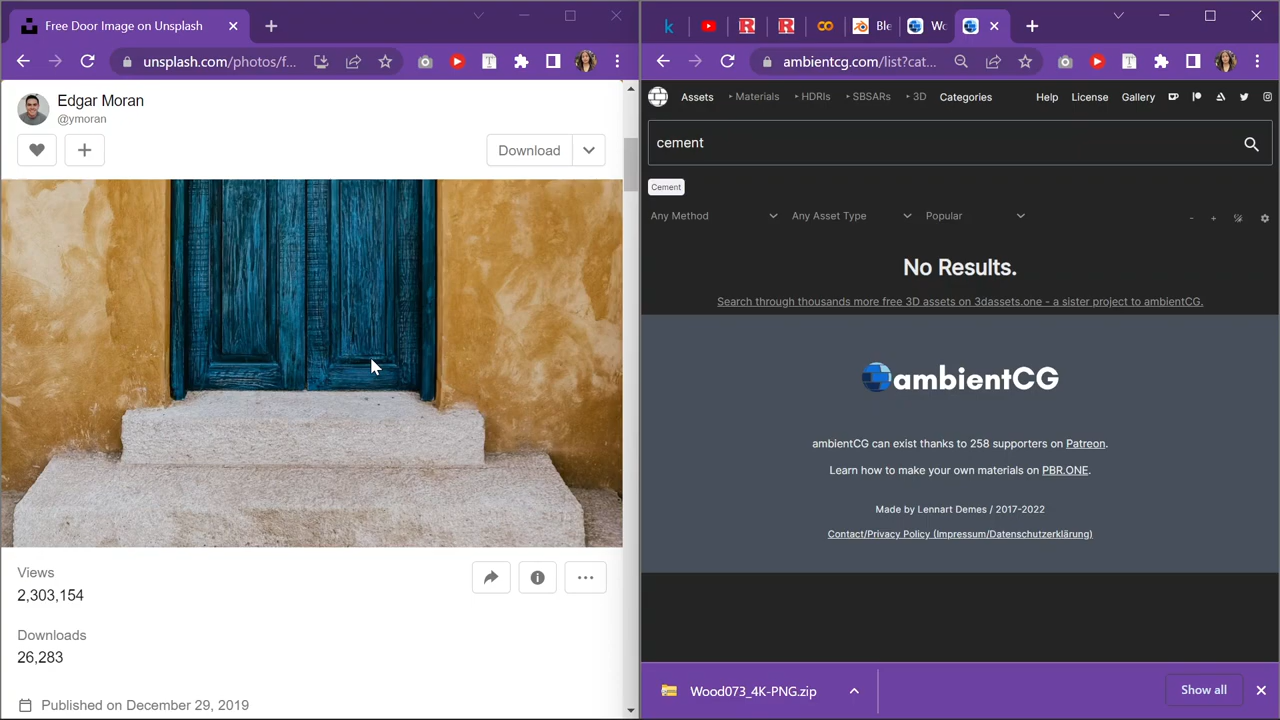 Free Door Image on Unsplash
unsplash.com/photos/f...
Edgar Moran
@ymoran
Download
Views
2,303,154
Downloads
26,283
Published on December 29, 2019
k
R
R
Ble
Wo
ambientcg.com/list?cat...
Assets
Materials
HDRIs
SBSARs
3D
Categories
Help
License
Gallery
cement
Cement
Any Method
Any Asset Type
Popular
- +
No Results.
Search through thousands more free 3D assets on 3dassets.one - a sister project to ambientCG.
ambientCG
ambientCG can exist thanks to 258 supporters on Patreon.
Learn how to make your own materials on PBR.ONE.
Made by Lennart Demes / 2017-2022
Contact/Privacy Policy (Impressum/Datenschutzerklärung)
Wood073_4K-PNG.zip
Show all